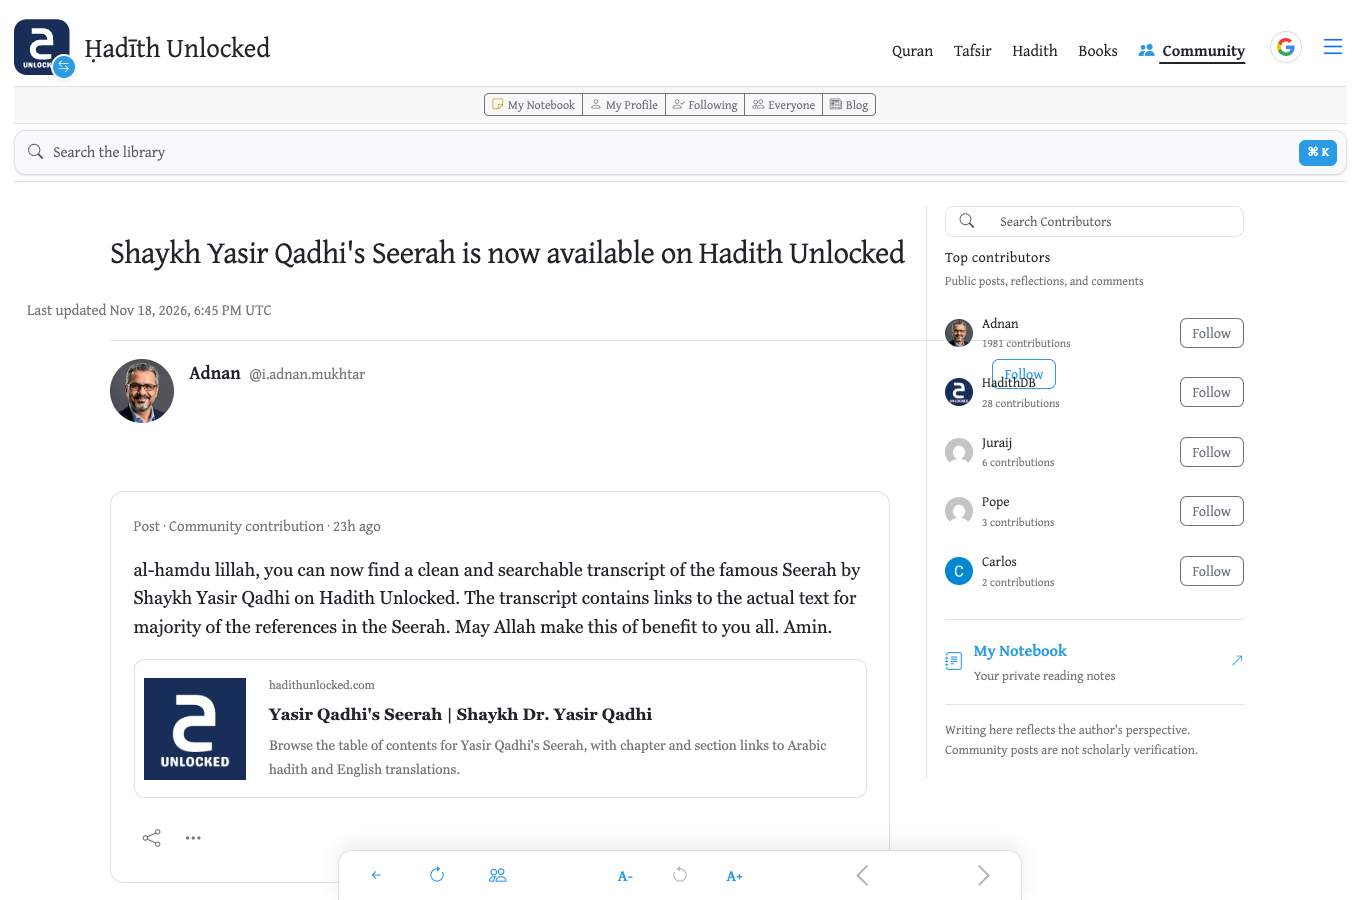 UNLOCK
Ḥadīth Unlocked
Quran Tafsir Hadith Books Community
My Notebook My Profile Following Everyone Blog
Search the library
⌘ K
Shaykh Yasir Qadhi's Seerah is now available on Hadith Unlocked
Last updated Nov 18, 2026, 6:45 PM UTC
Adnan @i.adnan.mukhtar
Follow
Post · Community contribution · 23h ago
al-hamdu lillah, you can now find a clean and searchable transcript of the famous Seerah by
Shaykh Yasir Qadhi on Hadith Unlocked. The transcript contains links to the actual text for
majority of the references in the Seerah. May Allah make this of benefit to you all. Amin.
UNLOCKED
hadithunlocked.com
Yasir Qadhi's Seerah | Shaykh Dr. Yasir Qadhi
Browse the table of contents for Yasir Qadhi's Seerah, with chapter and section links to Arabic
hadith and English translations.
Search Contributors
Top contributors
Public posts, reflections, and comments
Adnan
1981 contributions
Follow
HadithDB
28 contributions
Follow
Juraij
6 contributions
Follow
Pope
3 contributions
Follow
C
Carlos
2 contributions
Follow
My Notebook
Your private reading notes
Writing here reflects the author's perspective.
Community posts are not scholarly verification.
A- A+